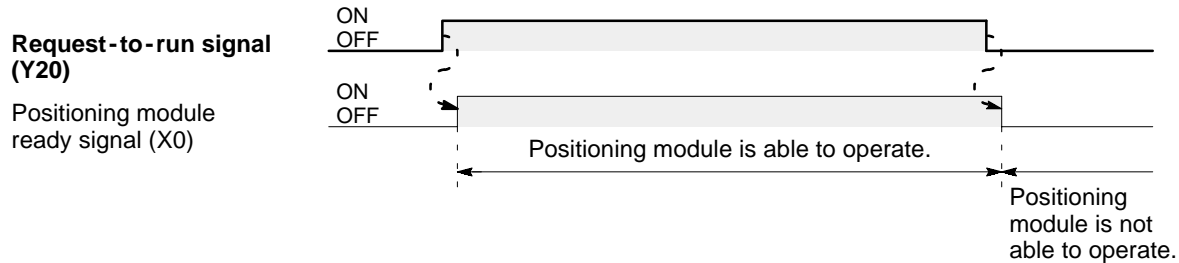 ON
OFF
Request-to-run signal
(Y20)
ON
OFF
Positioning module
ready signal (X0)
Positioning module is able to operate.
Positioning
module is not
able to operate.